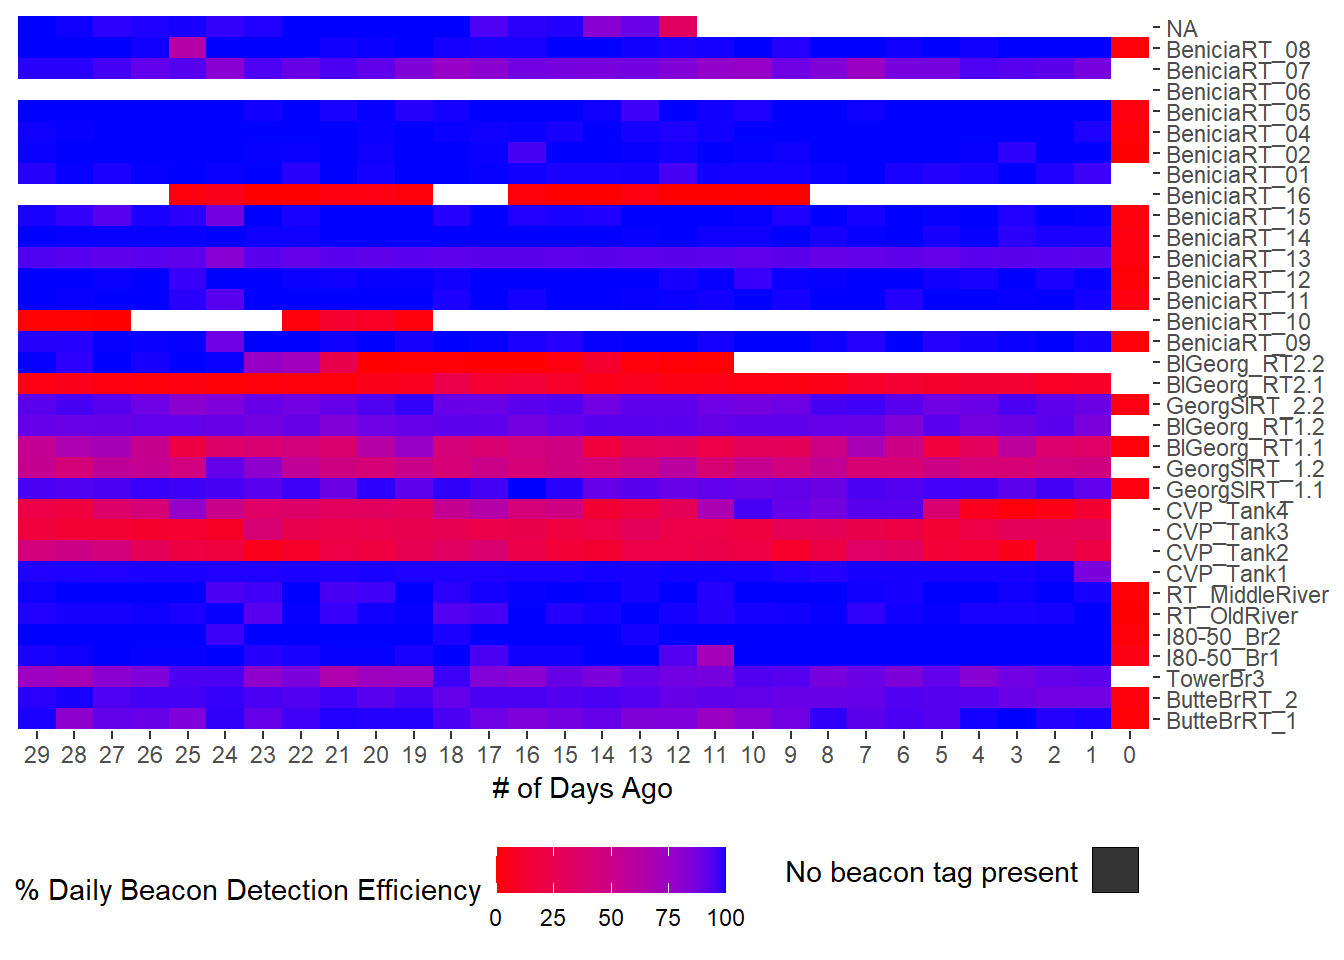 NA
BeniciaRT_08
BeniciaRT_07
BeniciaRT_06
BeniciaRT_05
BeniciaRT_04
BeniciaRT_02
BeniciaRT_01
BeniciaRT_16
BeniciaRT_15
BeniciaRT_14
BeniciaRT_13
BeniciaRT_12
BeniciaRT_11
BeniciaRT_10
BeniciaRT_09
BlGeorg_RT2.2
BlGeorg_RT2.1
GeorgSlRT_2.2
BlGeorg_RT1.2
BlGeorg_RT1.1
GeorgSlRT_1.2
GeorgSlRT_1.1
CVP_Tank4
CVP_Tank3
CVP_Tank2
CVP_Tank1
RT_MiddleRiver
RT_OldRiver
I80-50_Br2
I80-50_Br1
TowerBr3
ButteBrRT_2
ButteBrRT_1
29 28 27 26 25 24 23 22 21 20 19 18 17 16 15 14 13 12 11 10 9 8 7 6 5 4 3 2 1 0
# of Days Ago
% Daily Beacon Detection Efficiency
0 25 50 75 100
No beacon tag present